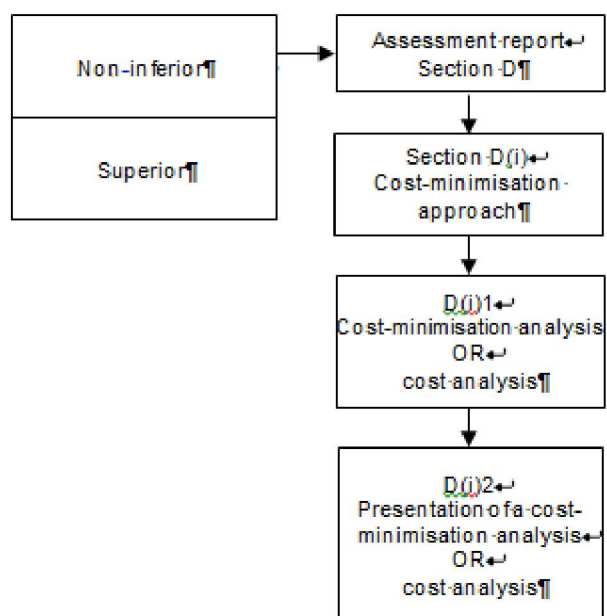 Non-inferior¶
Superior¶
Assessment·report↵
Section·D¶
Section·D(i)↵
Cost-minimisation·
approach¶
D(i)1↵
Cost-minimisation·analysis
OR↵
cost·analysis¶
D(i)2↵
Presentation·of·a·cost-
minimisation·analysis↵
OR↵
cost·analysis¶